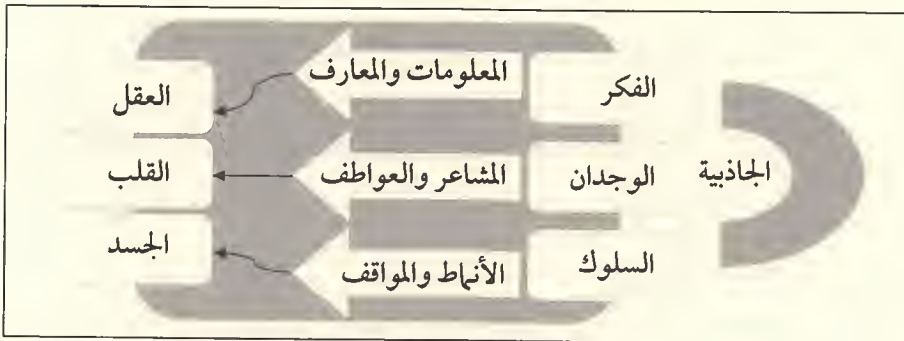 الجاذبية
الفكر
المعلومات والمعارف
العقل
الوجدان
المشاعر والعواطف
القلب
السلوك
الأنماط والمواقف
الجسد